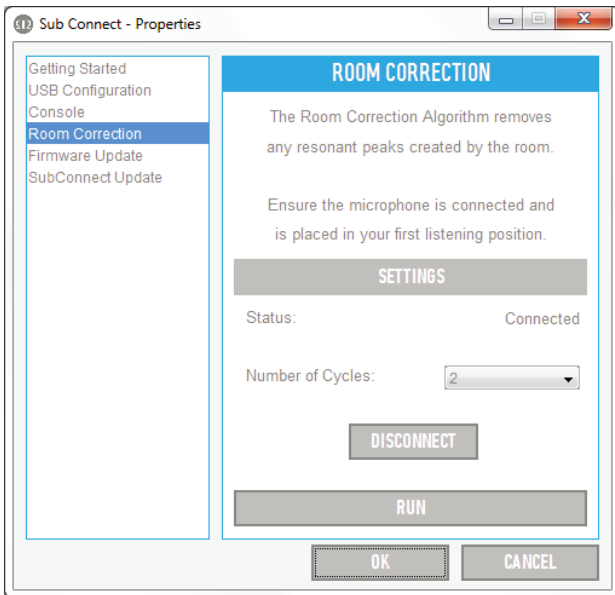 Sub Connect - Properties
Getting Started
USB Configuration
Console
Room Correction
Firmware Update
SubConnect Update
ROOM CORRECTION
The Room Correction Algorithm removes
any resonant peaks created by the room.
Ensure the microphone is connected and
is placed in your first listening position.
SETTINGS
Status: Connected
Number of Cycles: 2
DISCONNECT
RUN
OK CANCEL